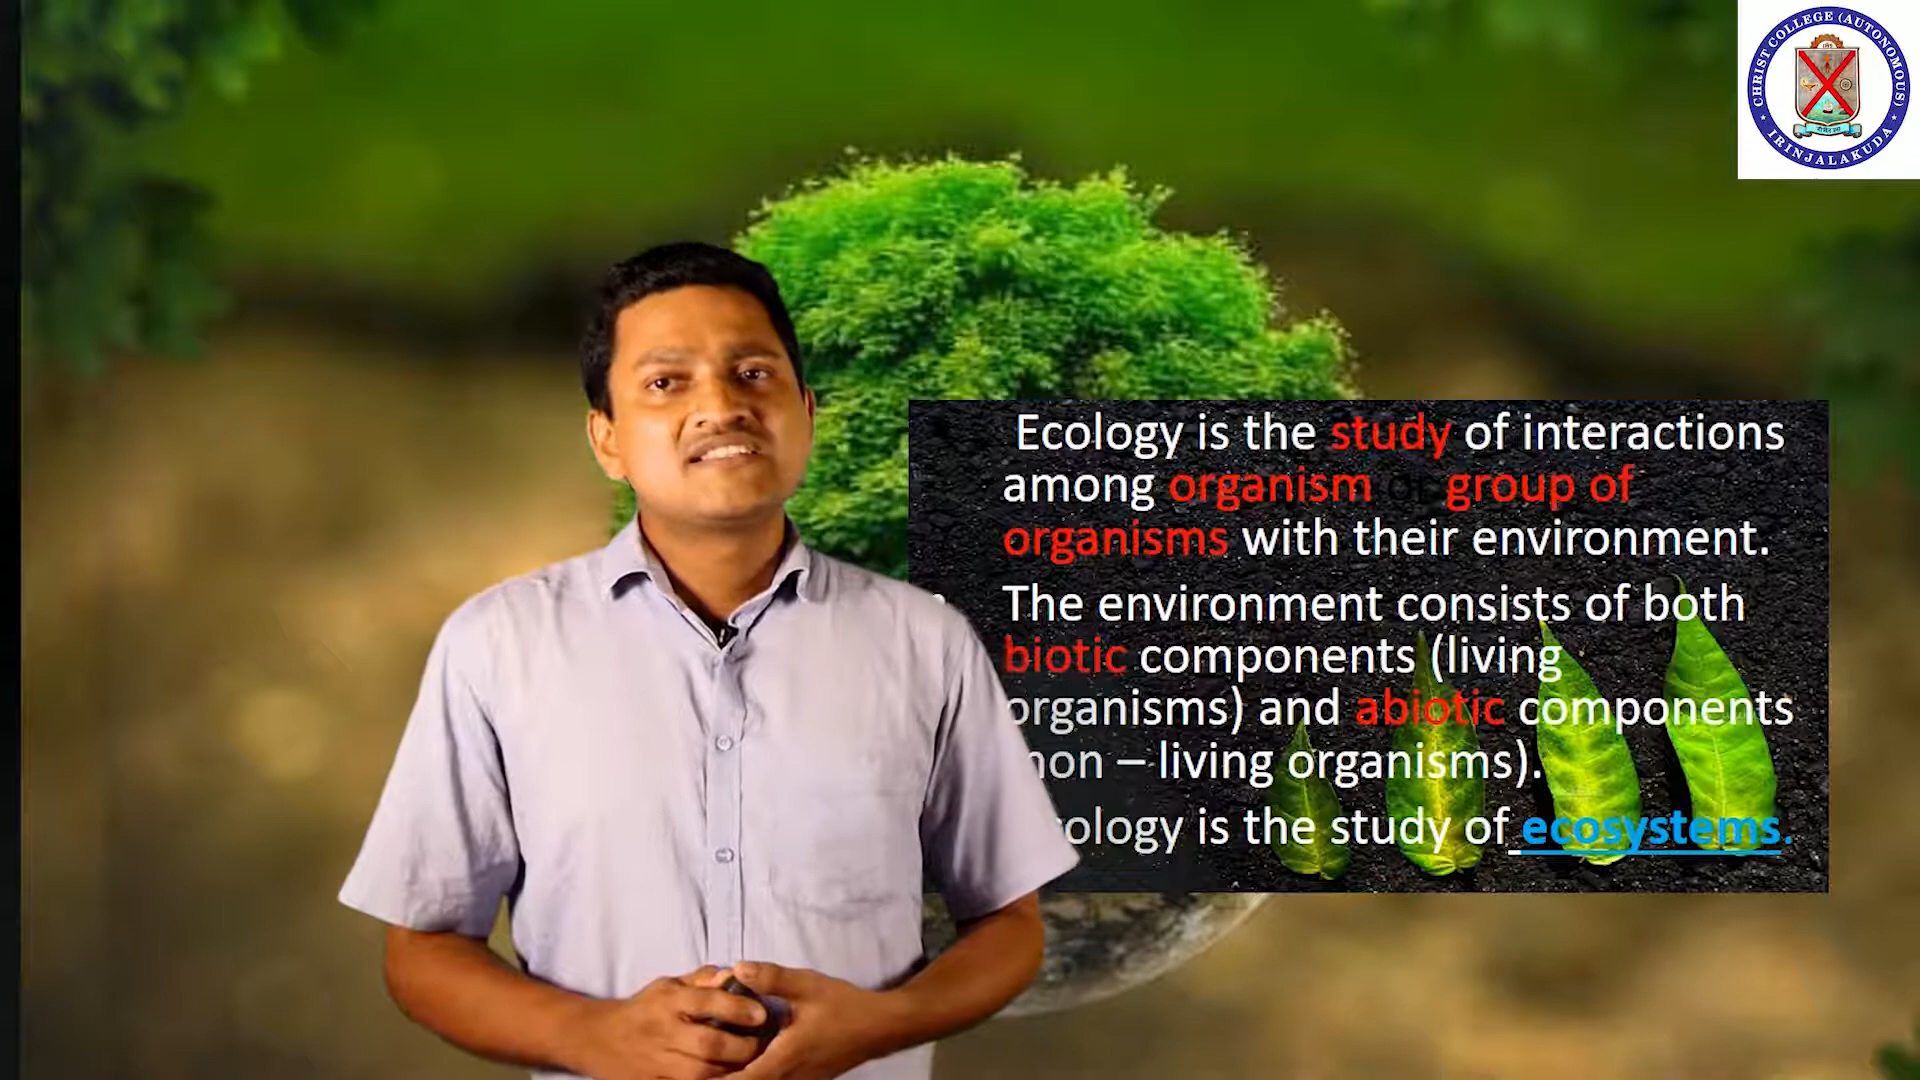 CHRIST COLLEGE (AUTONOMOUS)
IRINJALAKUDA
Ecology is the study of interactions
among organism or group of
organisms with their environment.
The environment consists of both
biotic components (living
organisms) and abiotic components
non – living organisms).
cology is the study of ecosystems.